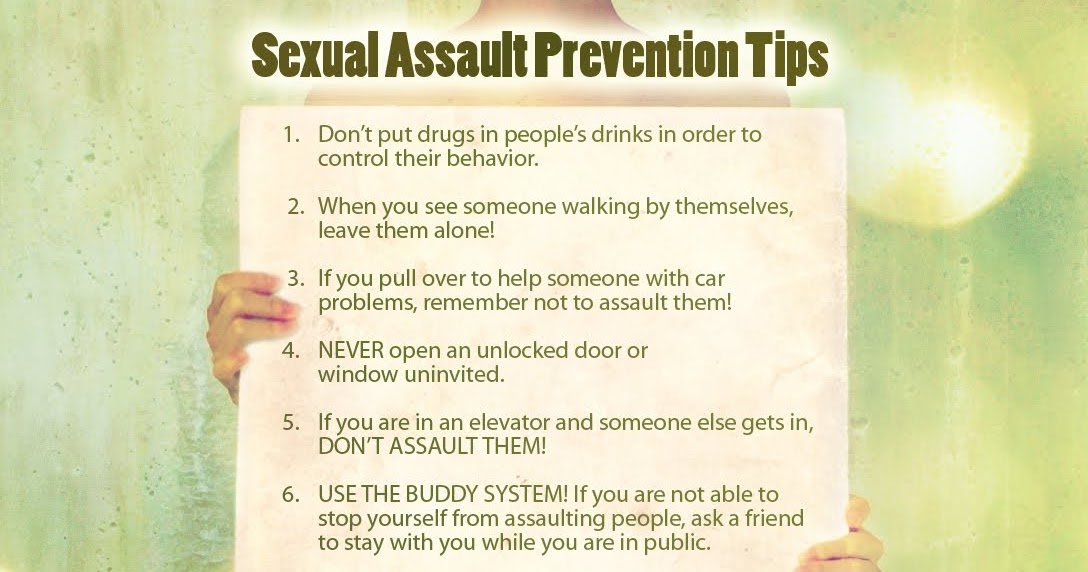 Sexual Assault Prevention Tips
1. Don’t put drugs in people’s drinks in order to
control their behavior.
2. When you see someone walking by themselves,
leave them alone!
3. If you pull over to help someone with car
problems, remember not to assault them!
4. NEVER open an unlocked door or
window uninvited.
5. If you are in an elevator and someone else gets in,
DON’T ASSAULT THEM!
6. USE THE BUDDY SYSTEM! If you are not able to
stop yourself from assaulting people, ask a friend
to stay with you while you are in public.